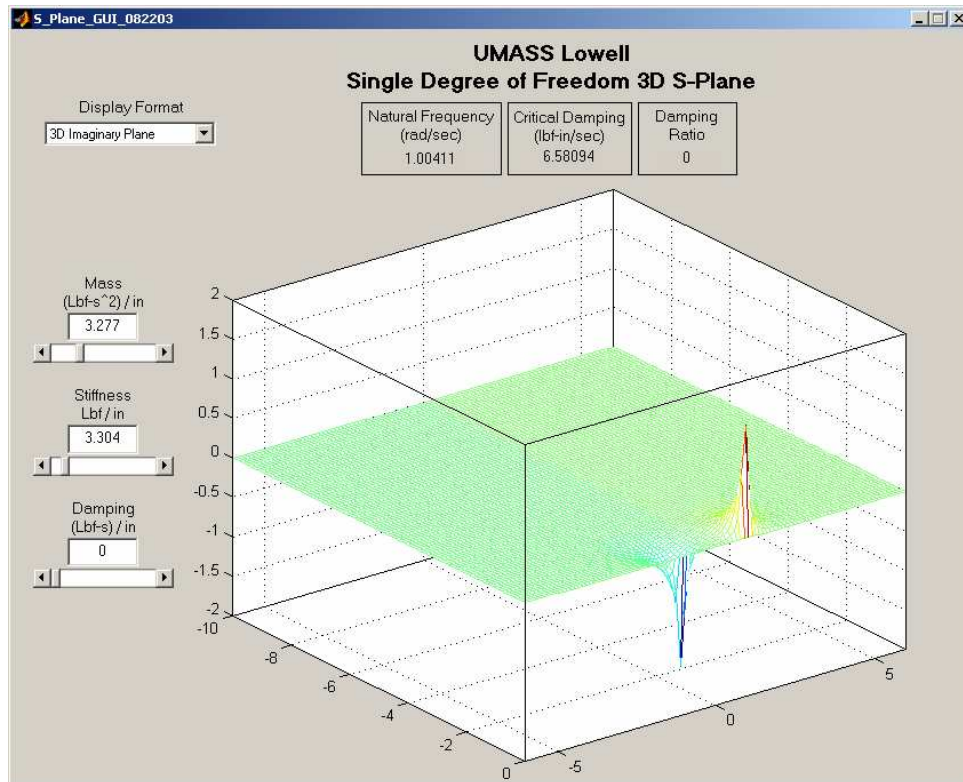 S_Plane_GUI_082203
UMASS Lowell
Single Degree of Freedom 3D S-Plane
Display Format
3D Imaginary Plane
Natural Frequency
(rad/sec)
1.00411
Critical Damping
(lbf-in/sec)
6.58094
Damping
Ratio
0
Mass
(Lbf-s^2) / in
3.277
Stiffness
Lbf / in
3.304
Damping
(Lbf-s) / in
0
2
1.5
1
0.5
0
-0.5
-1
-1.5
-2
-10
-8
-6
-4
-2
0
-5
0
5